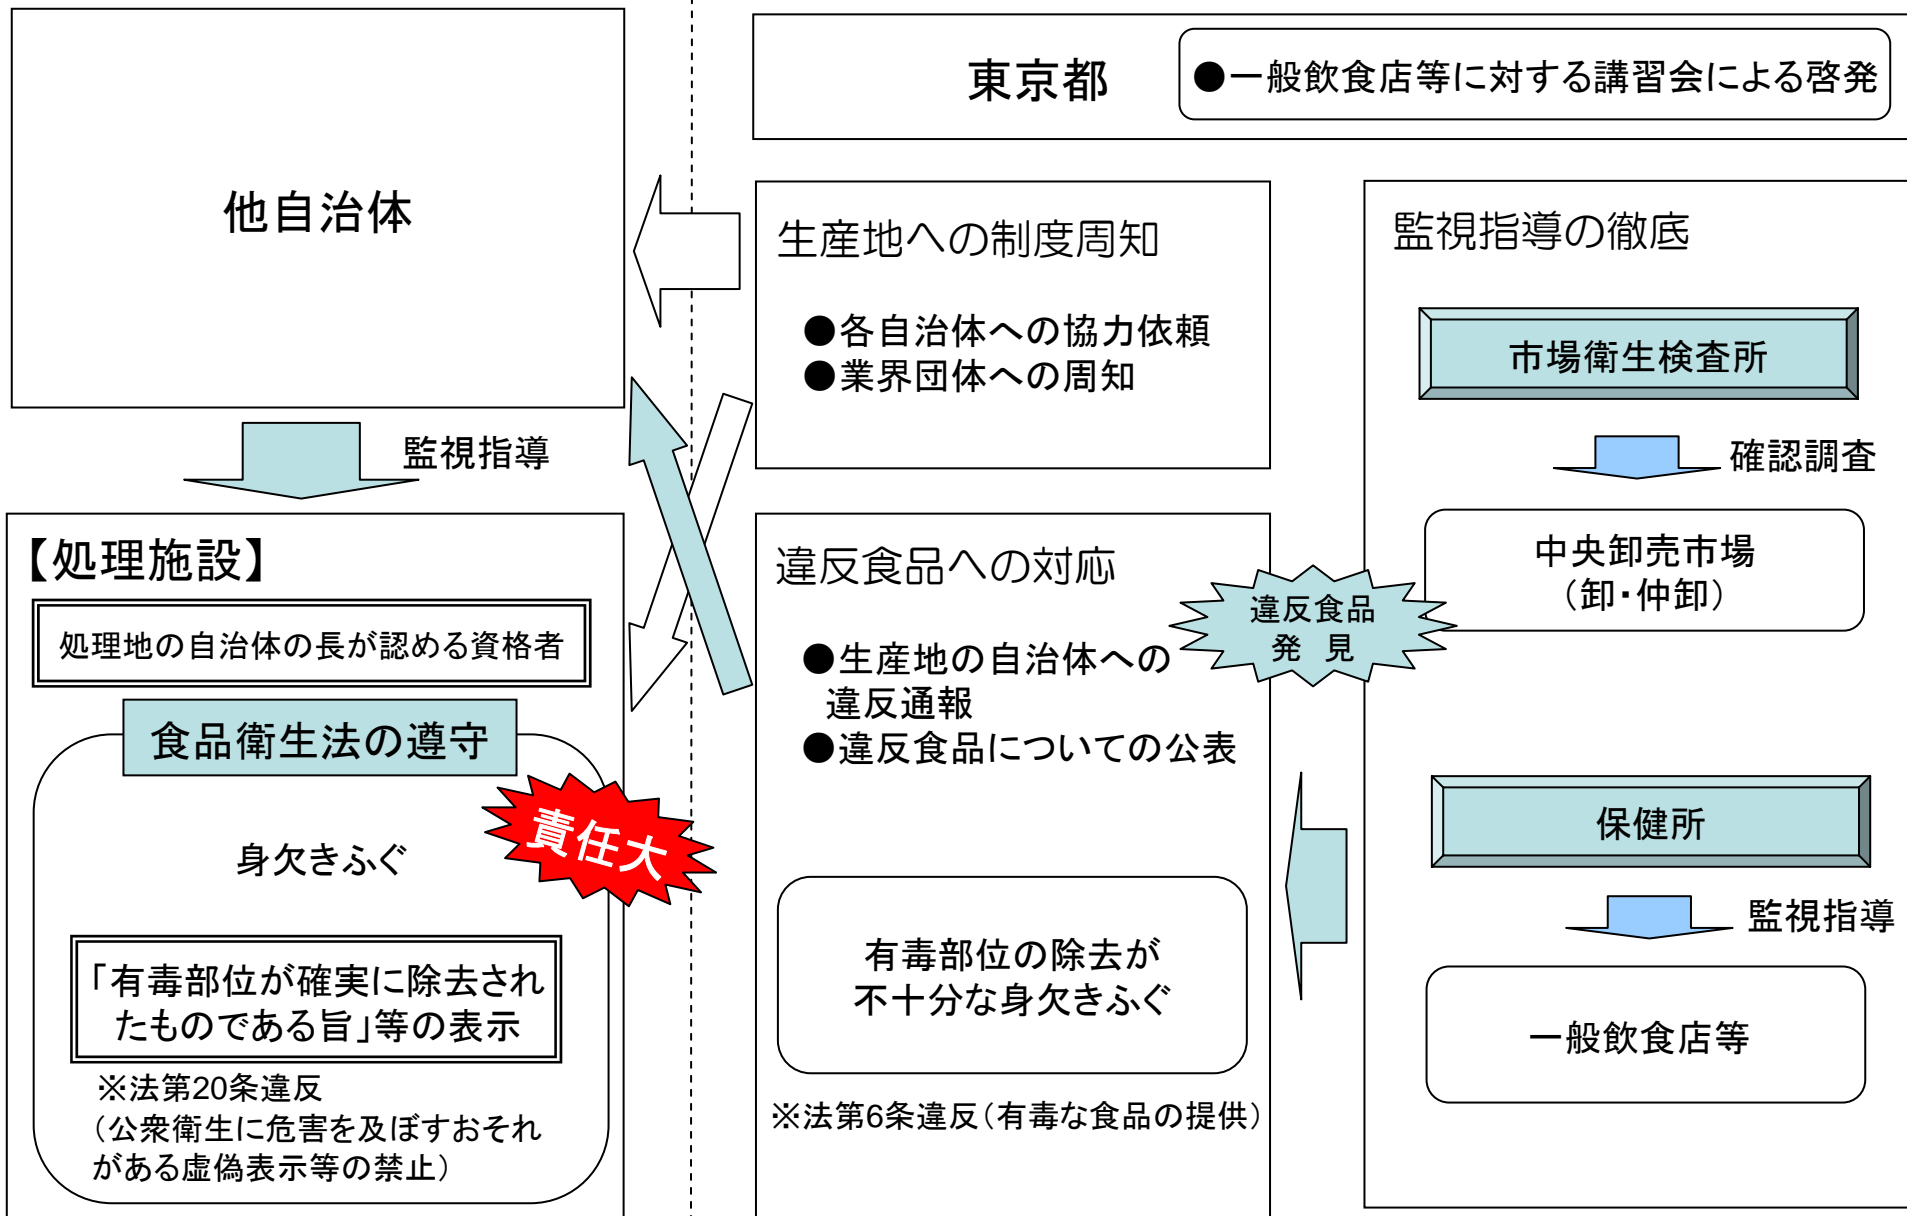 他自治体
監視指導
【処理施設】
処理地の自治体の長が認める資格者
食品衛生法の遵守
責任大
身欠きふぐ
「有毒部位が確実に除去され
たものである旨」等の表示
※法第20条違反
（公衆衛生に危害を及ぼすおそれ
がある虚偽表示等の禁止）
東京都
●一般飲食店等に対する講習会による啓発
生産地への制度周知
●各自治体への協力依頼
●業界団体への周知
違反食品への対応
●生産地の自治体への
違反通報
●違反食品についての公表
有毒部位の除去が
不十分な身欠きふぐ
※法第6条違反（有毒な食品の提供）
違反食品
発　見
監視指導の徹底
市場衛生検査所
確認調査
中央卸売市場
（卸・仲卸）
保健所
監視指導
一般飲食店等